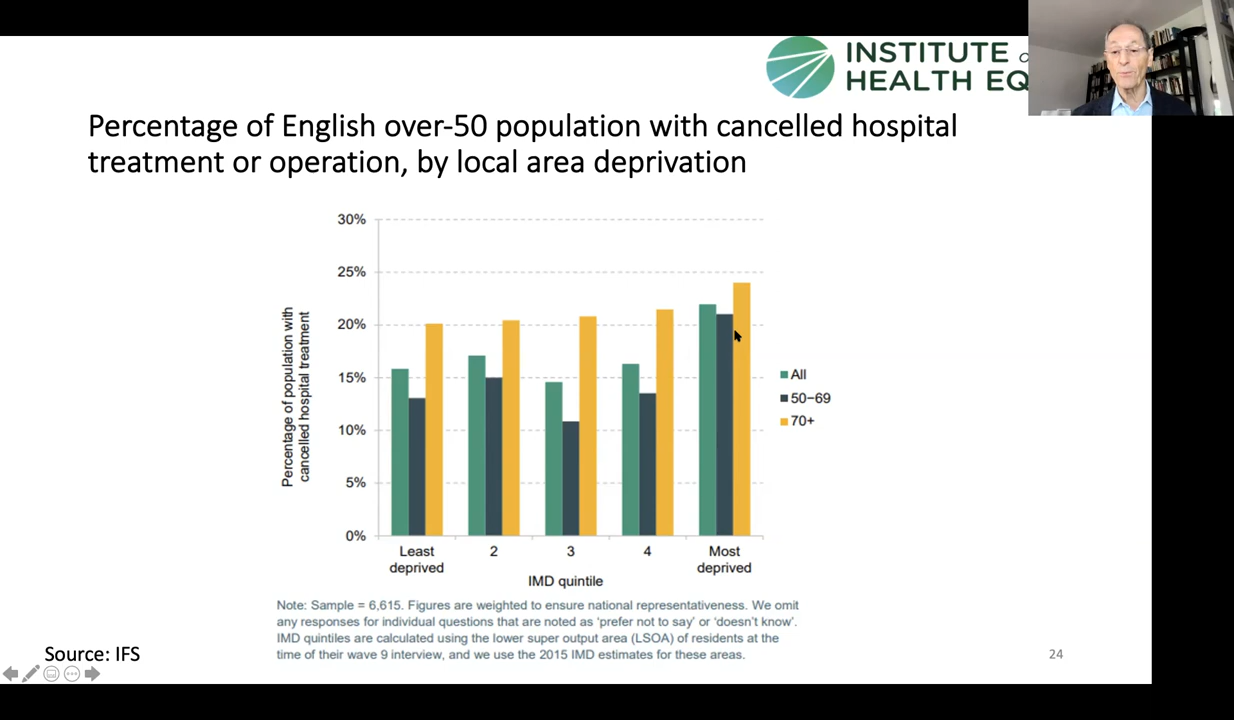 INSTITUTE
HEALTH EQ
Percentage of English over-50 population with cancelled hospital
treatment or operation, by local area deprivation
30%
25%
20%
15%
10%
5%
0%
Percentage of population with
cancelled hospital treatment
Least
deprived
2
3
4
Most
deprived
IMD quintile
All
50–69
70+
Note: Sample = 6,615. Figures are weighted to ensure national representativeness. We omit
any responses for individual questions that are noted as ‘prefer not to say’ or ‘doesn’t know’.
IMD quintiles are calculated using the lower super output area (LSOA) of residents at the
time of their wave 9 interview, and we use the 2015 IMD estimates for these areas.
Source: IFS
24